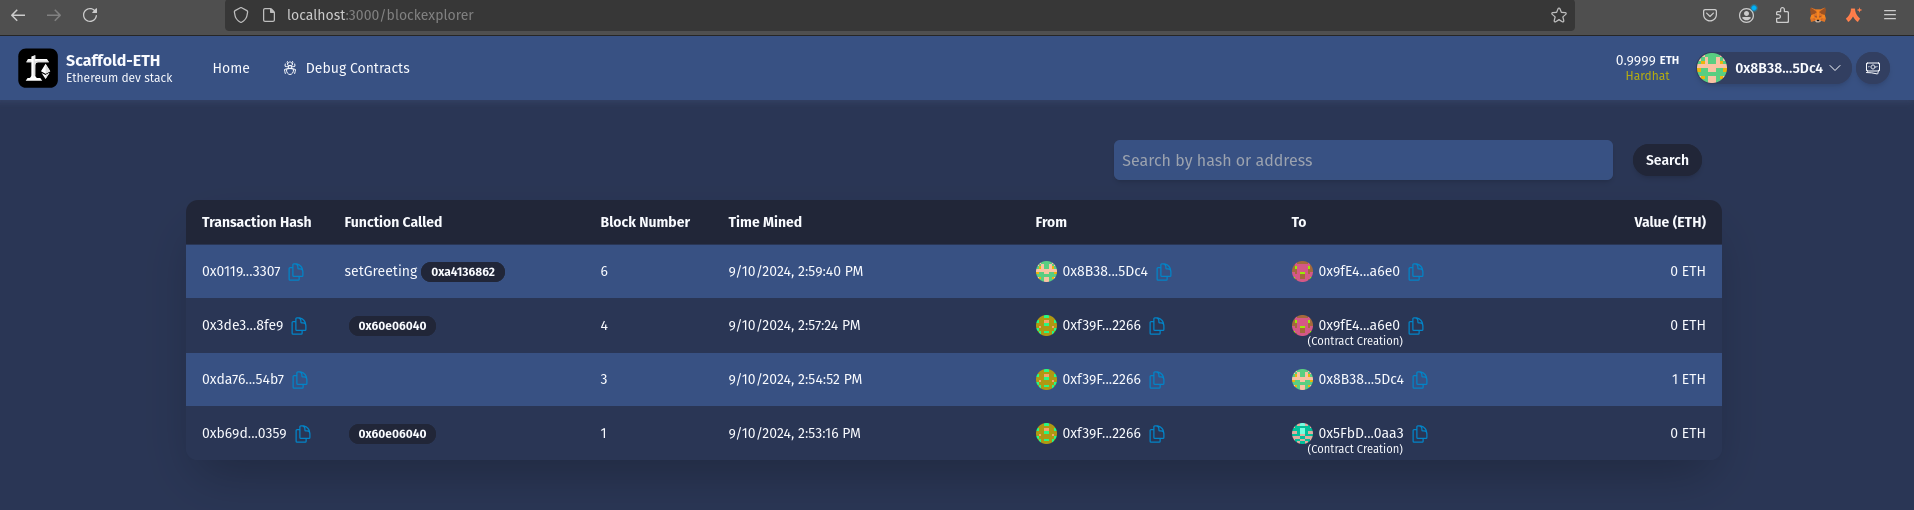 localhost:3000/blockexplorer
Scaffold-ETH
Ethereum dev stack
Home
Debug Contracts
0.9999 ETH
Hardhat
0x8B38...5Dc4
Search by hash or address
Search
Transaction Hash Function Called Block Number Time Mined From To Value (ETH)
0x0119...3307 setGreeting 0xa4136862 6 9/10/2024, 2:59:40 PM 0x8B38...5Dc4 0x9fE4...a6e0 0 ETH
0x3de3...8fe9 0x60e06040 4 9/10/2024, 2:57:24 PM 0xf39F...2266 0x9fE4...a6e0 0 ETH
(Contract Creation)
0xda76...54b7 3 9/10/2024, 2:54:52 PM 0xf39F...2266 0x8B38...5Dc4 1 ETH
0xb69d...0359 0x60e06040 1 9/10/2024, 2:53:16 PM 0xf39F...2266 0x5FbD...0aa3 0 ETH
(Contract Creation)